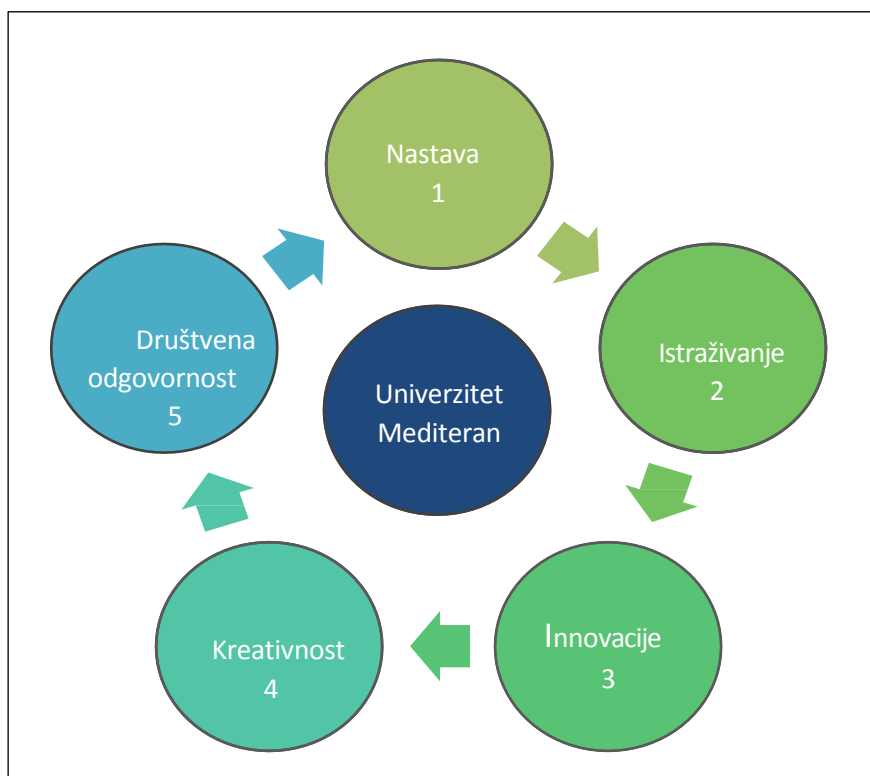 Nastava
1
Istraživanje
2
Innovacije
3
Kreativnost
4
Društvena
odgovornost
5
Univerzitet
Mediteran